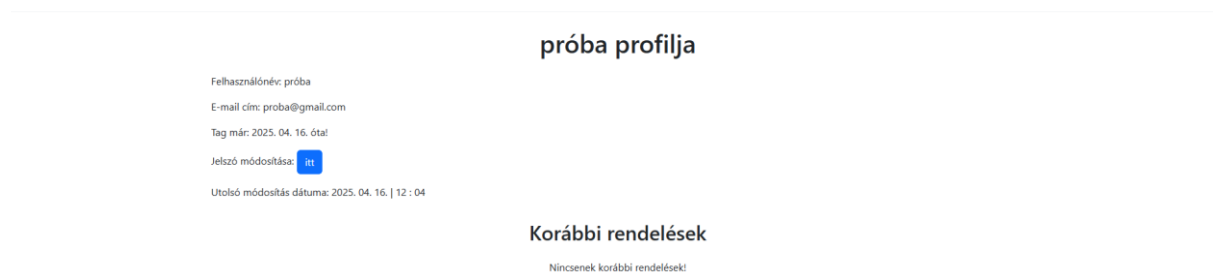 próba profilja
Felhasználónév: próba
E-mail cím: proba@gmail.com
Tag már: 2025. 04. 16. óta!
Jelszó módosítása: itt
Utolsó módosítás dátuma: 2025. 04. 16. | 12 : 04
Korábbi rendelések
Nincsenek korábbi rendelések!